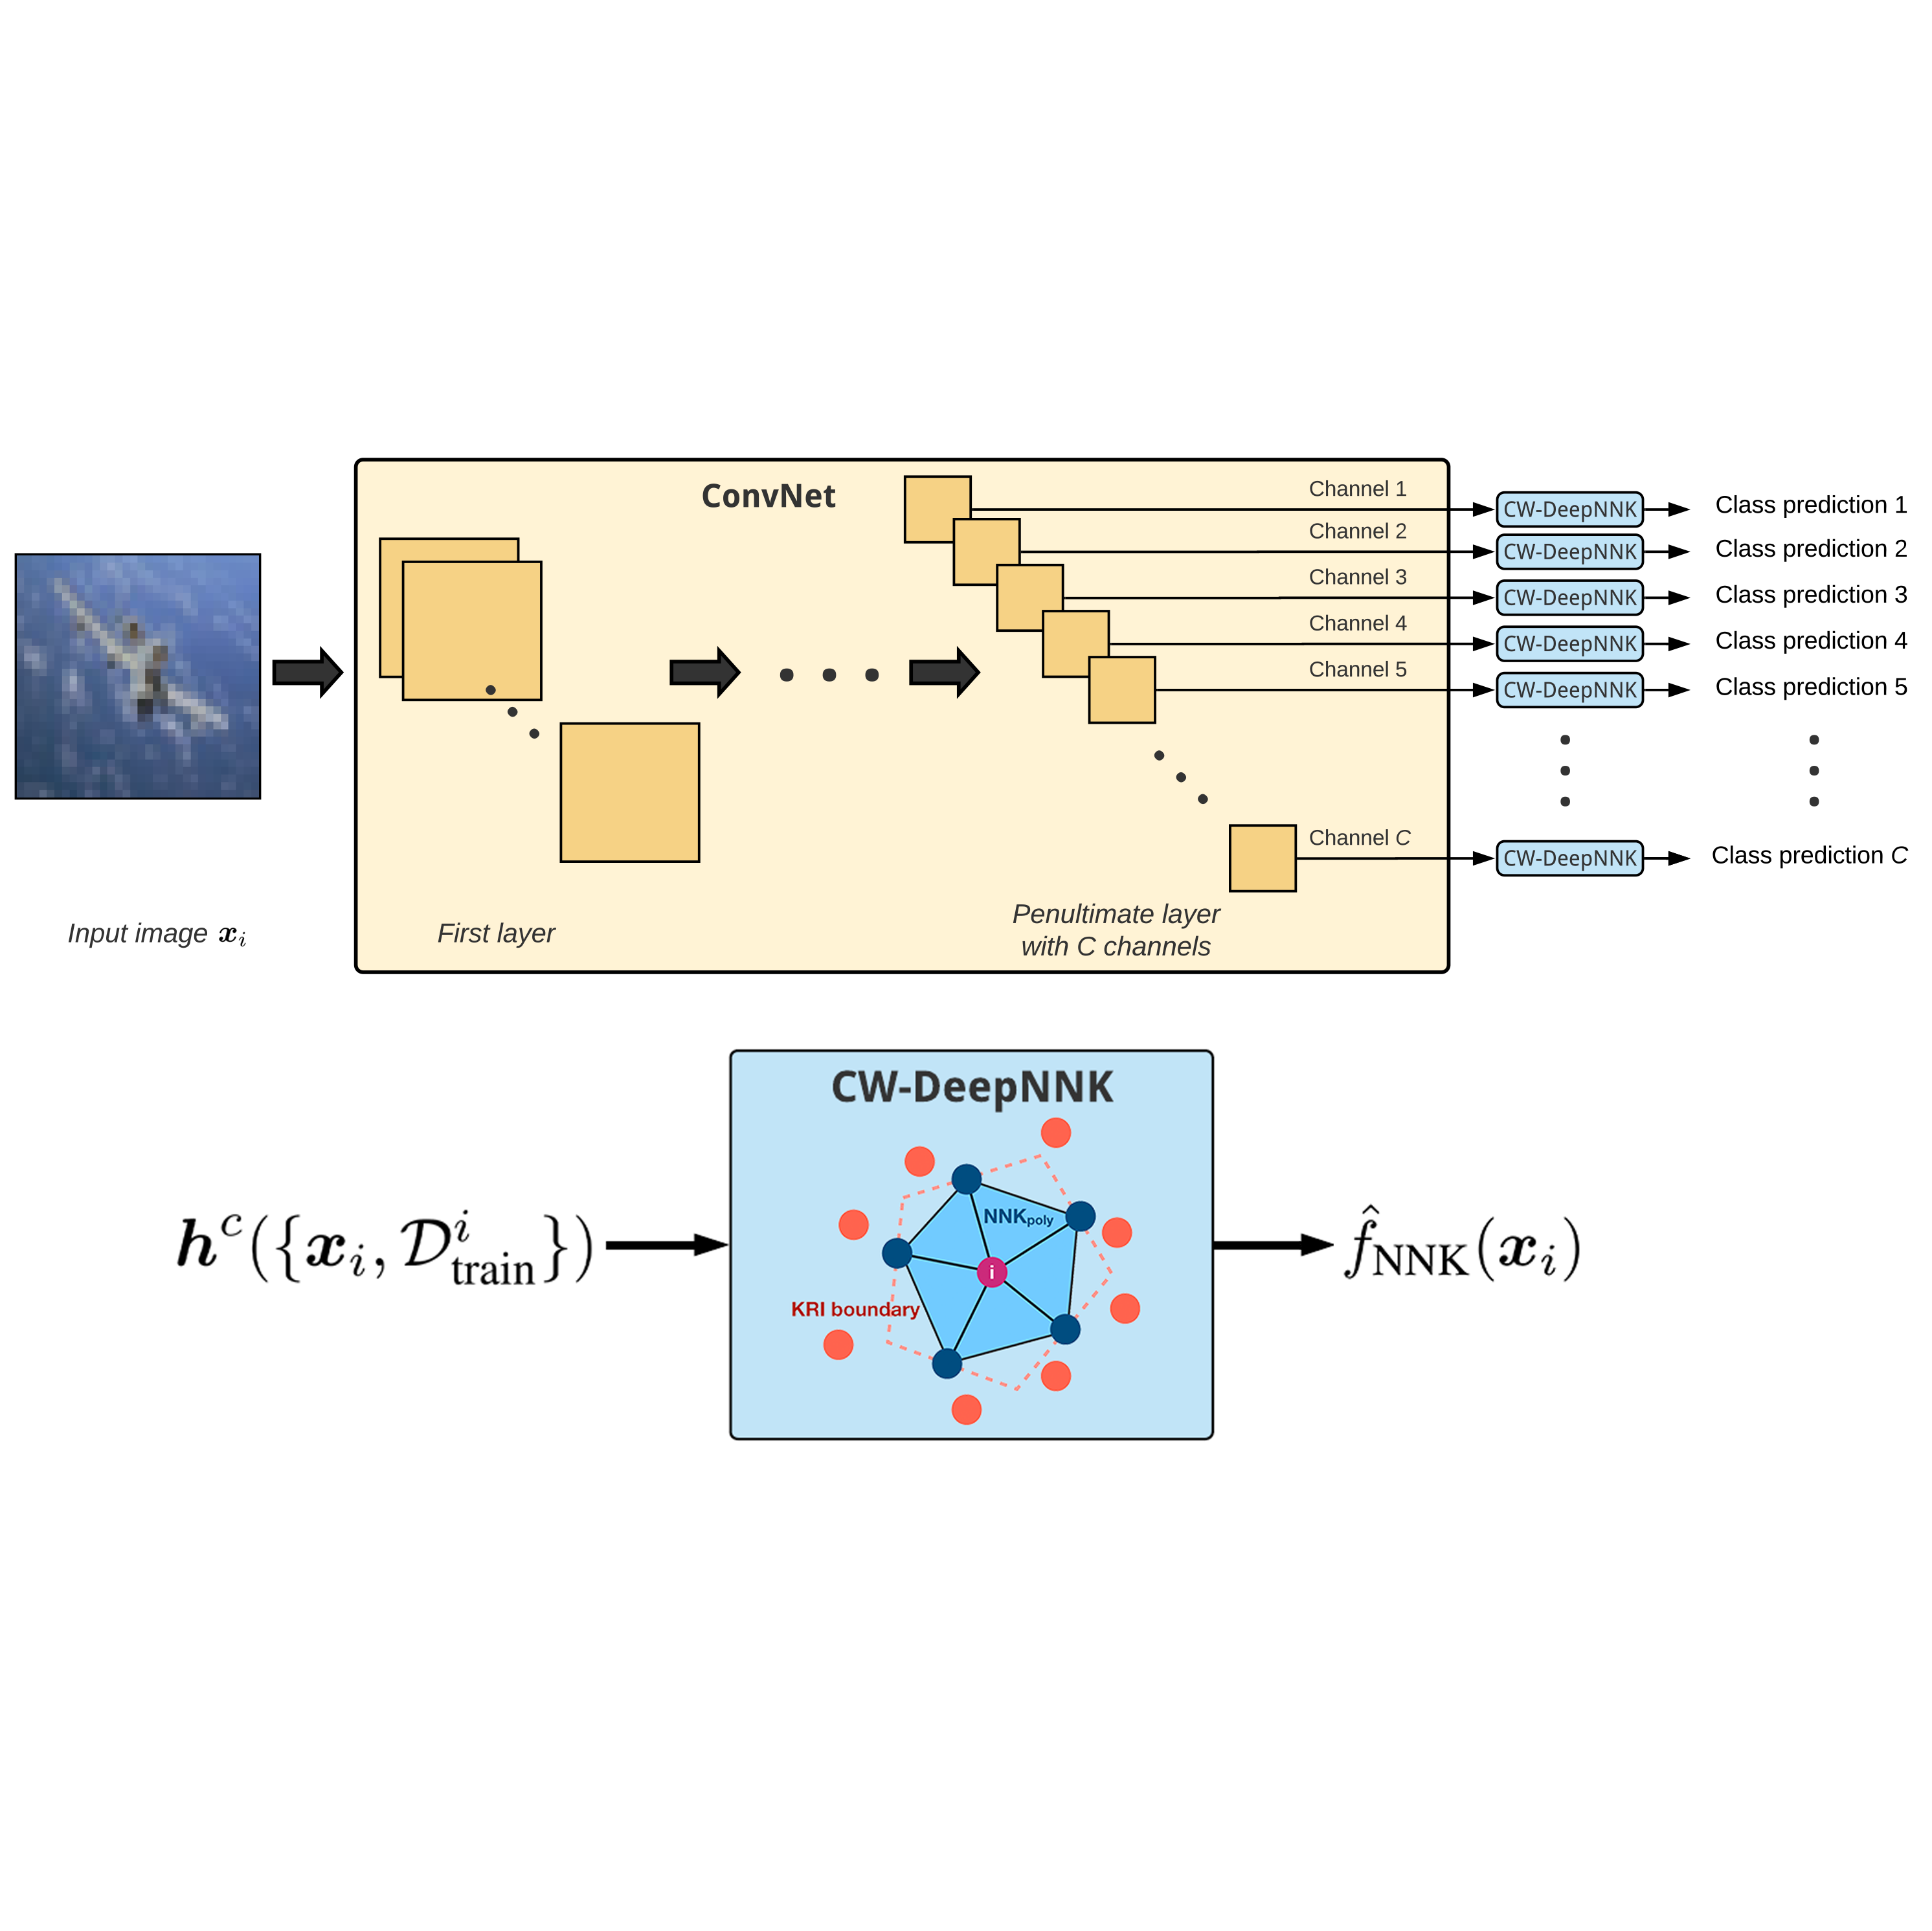 ConvNet
Channel 1
CW-DeepNNK
Class prediction 1
Channel 2
CW-DeepNNK
Class prediction 2
Channel 3
CW-DeepNNK
Class prediction 3
Channel 4
CW-DeepNNK
Class prediction 4
Channel 5
CW-DeepNNK
Class prediction 5
Channel C
CW-DeepNNK
Class prediction C
Input image $\boldsymbol{x}_i$
First layer
Penultimate layer
with C channels
CW-DeepNNK
NNK_poly
i
KRI boundary
$\boldsymbol{h}^c(\{\boldsymbol{x}_i, \mathcal{D}^i_{\text{train}}\})$
$\hat{f}_{\text{NNK}}(\boldsymbol{x}_i)$